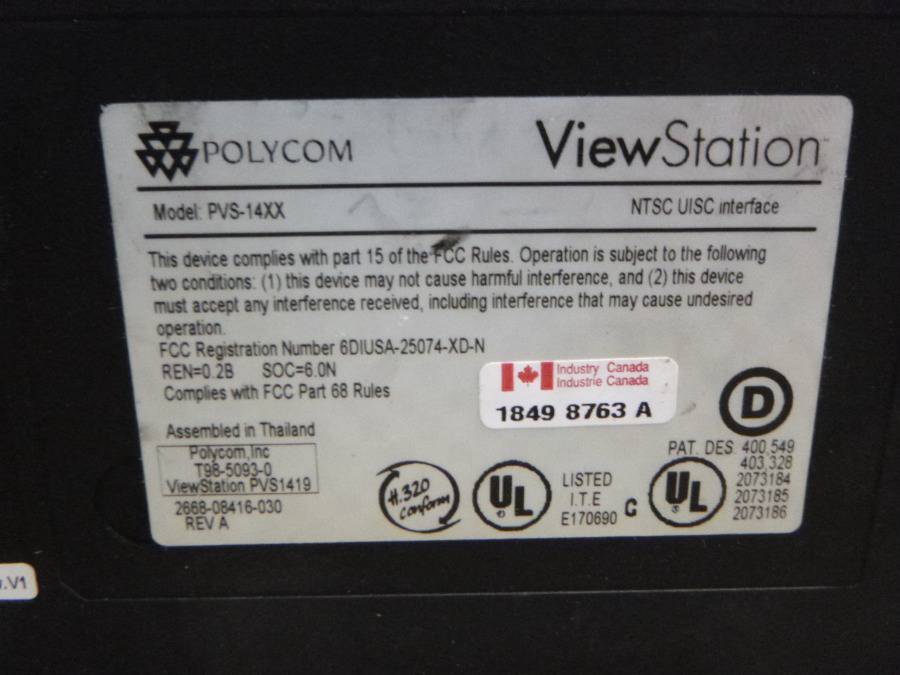 POLYCOM
ViewStation™
Model: PVS-14XX
NTSC UISC interface
This device complies with part 15 of the FCC Rules. Operation is subject to the following
two conditions: (1) this device may not cause harmful interference, and (2) this device
must accept any interference received, including interference that may cause undesired
operation.
FCC Registration Number 6DIUSA-25074-XD-N
REN=0.2B SOC=6.0N
Complies with FCC Part 68 Rules
Industry Canada
Industrie Canada
1849 8763 A
D
Assembled in Thailand
Polycom,Inc
T98-5093-0
ViewStation PVS1419
2668-08416-030
REV A
H.320
conform
UL
®
LISTED
I.T.E
E170690
C
UL
®
PAT. DES. 400,549
403,328
2073184
2073185
2073186
.V1